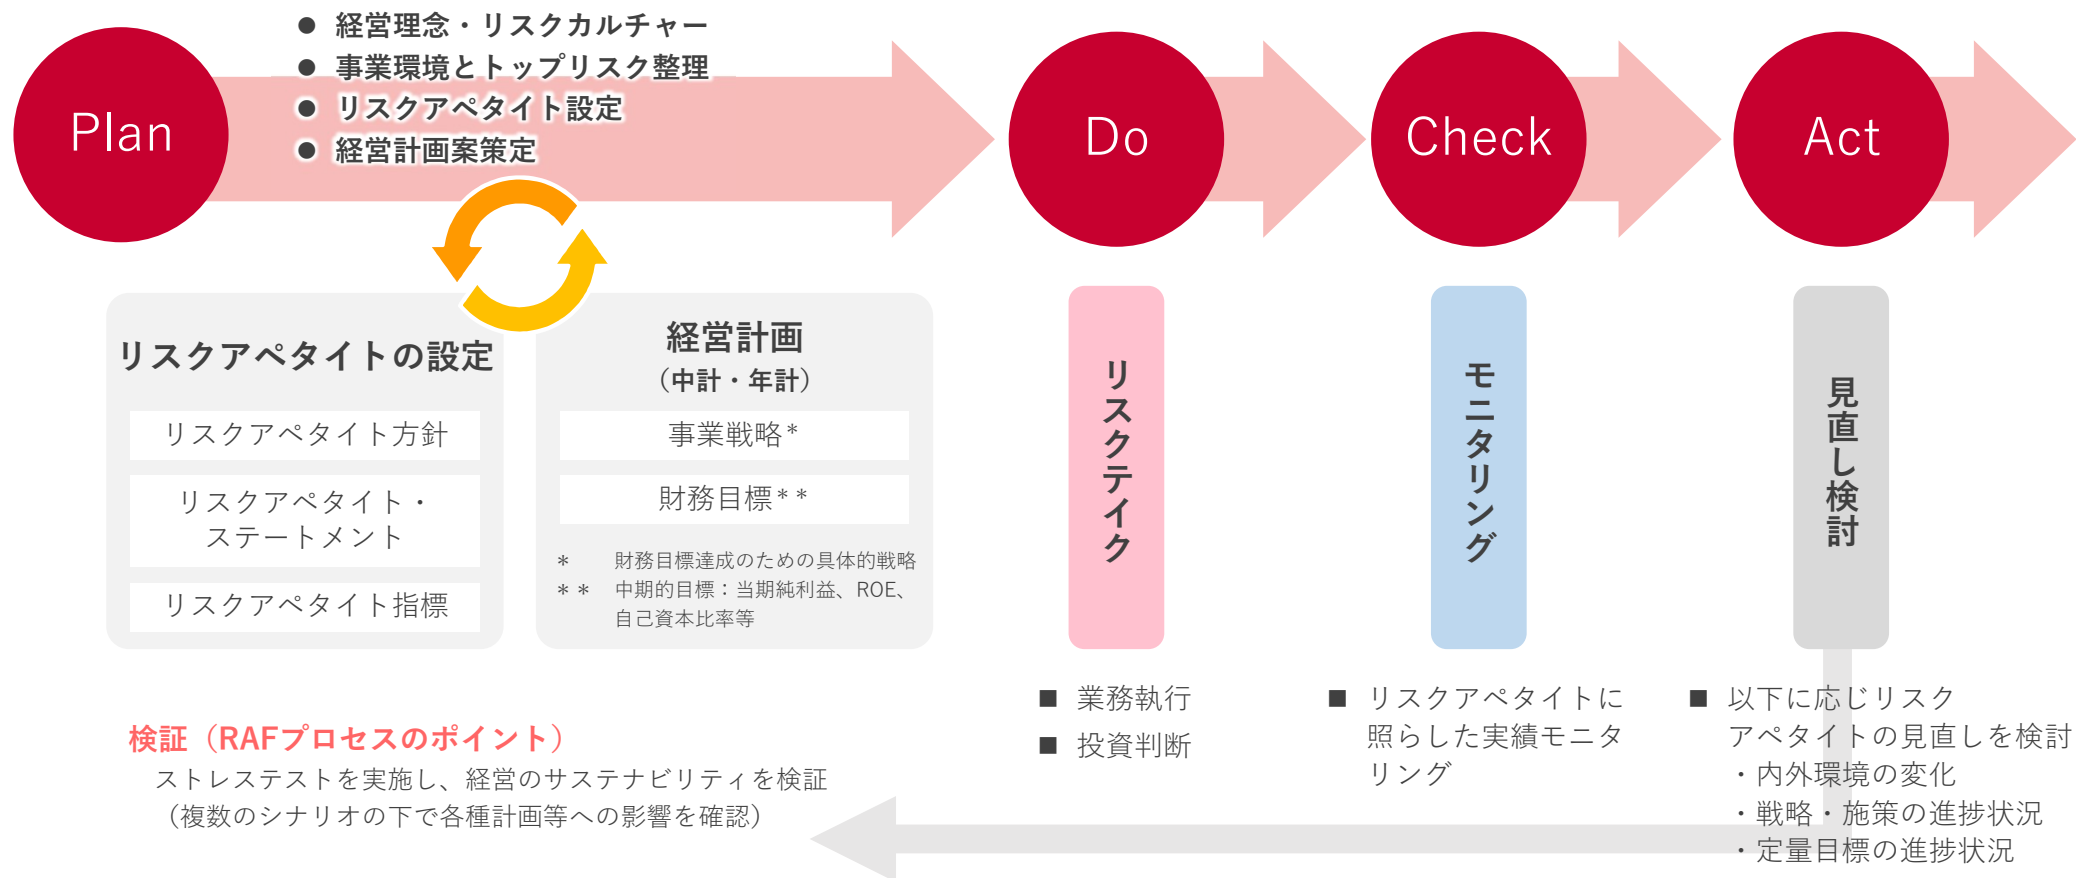 Plan
● 経営理念・リスクカルチャー
● 事業環境とトップリスク整理
● リスクアペタイト設定
● 経営計画案策定
Do
Check
Act
リスクアペタイトの設定
リスクアペタイト方針
リスクアペタイト・
ステートメント
リスクアペタイト指標
経営計画
（中計・年計）
事業戦略*
財務目標**
* 財務目標達成のための具体的戦略
** 中期的目標：当期純利益、ROE、
自己資本比率等
リスクテイク
■ 業務執行
■ 投資判断
モニタリング
■ リスクアペタイトに
照らした実績モニタ
リング
見直し検討
■ 以下に応じリスク
アペタイトの見直しを検討
・内外環境の変化
・戦略・施策の進捗状況
・定量目標の進捗状況
検証（RAFプロセスのポイント）
ストレステストを実施し、経営のサステナビリティを検証
（複数のシナリオの下で各種計画等への影響を確認）